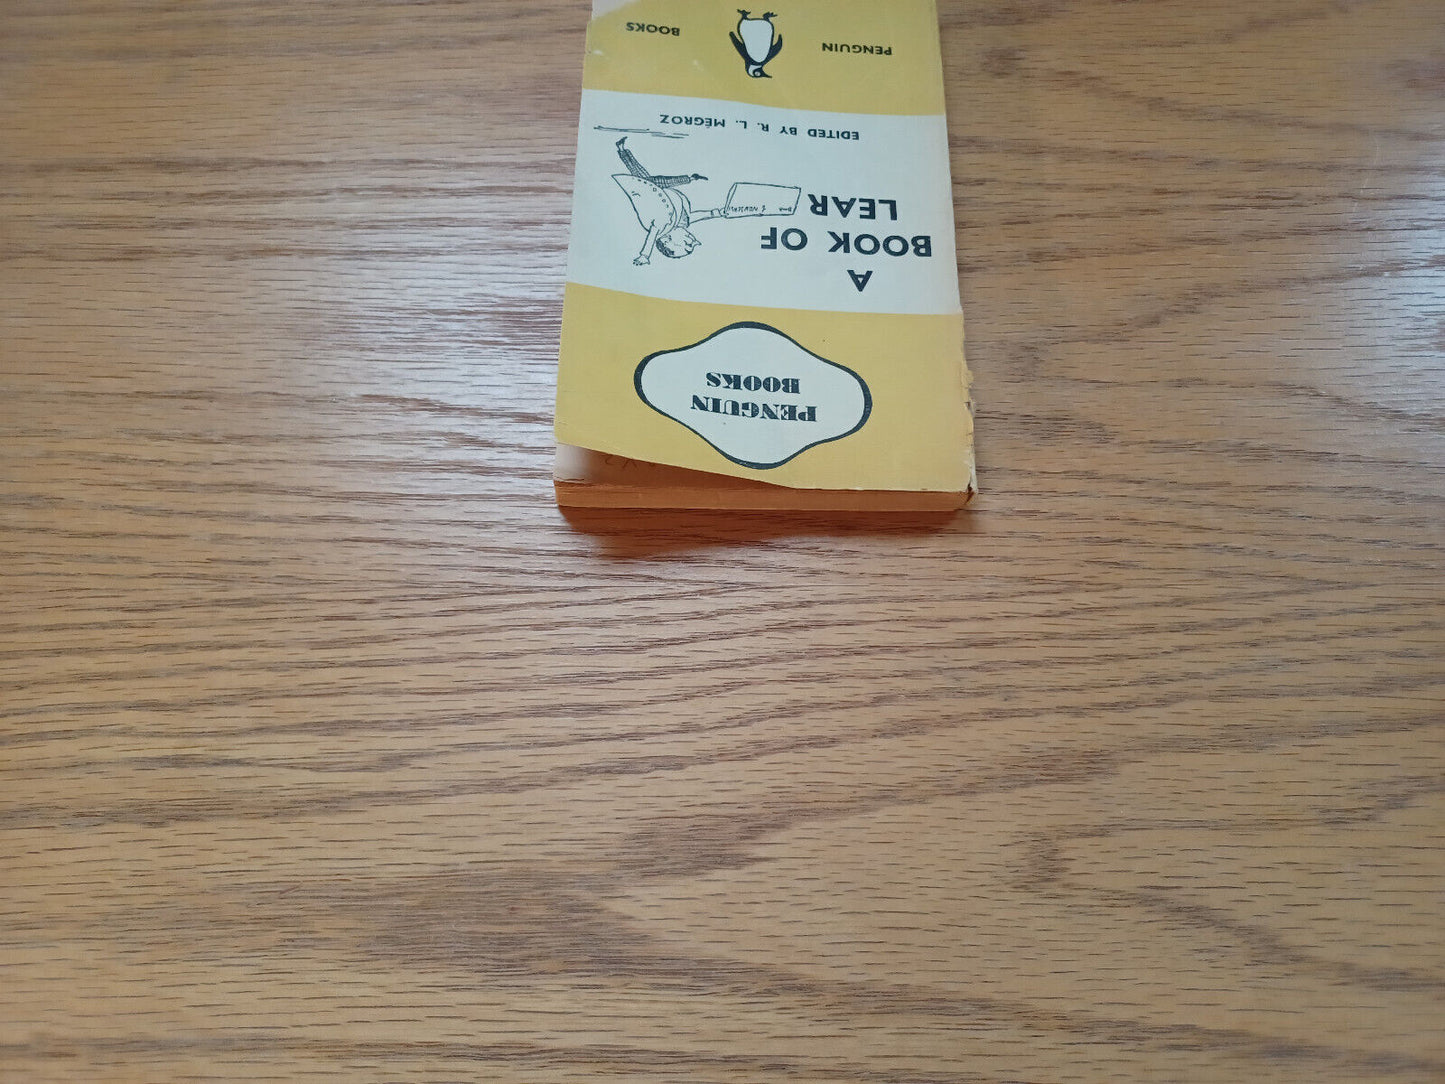 PENGUIN
BOOKS
A
BOOK OF
LEAR
EDITED BY R. L. MÉGROZ
PENGUIN BOOKS